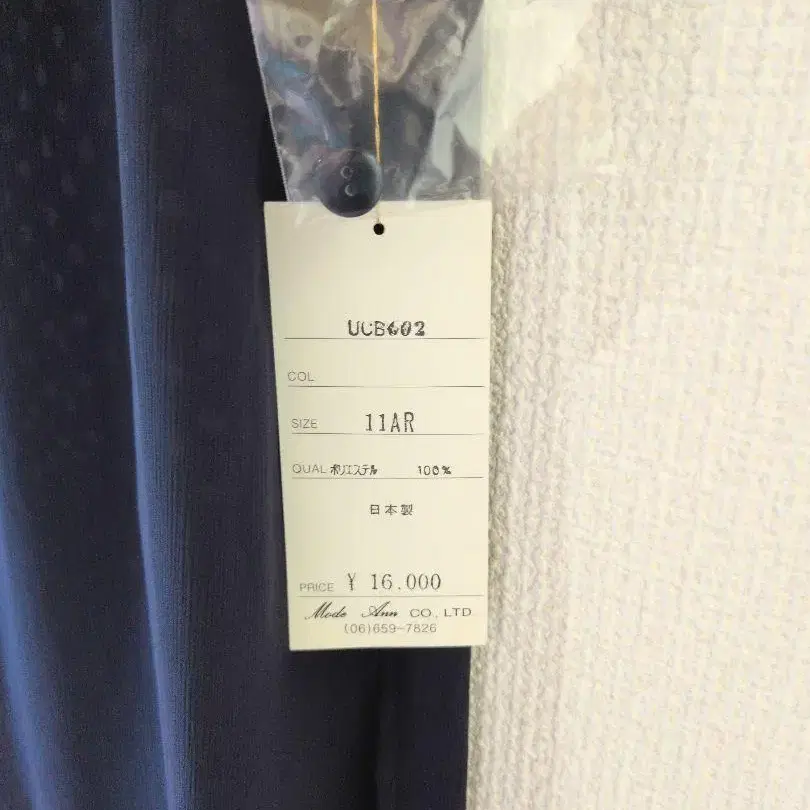 UCB602
COL
SIZE 11AR
QUAL ポリエステル 100%
日本製
PRICE ¥ 16.000
Mode Ann CO., LTD
(06)659-7826